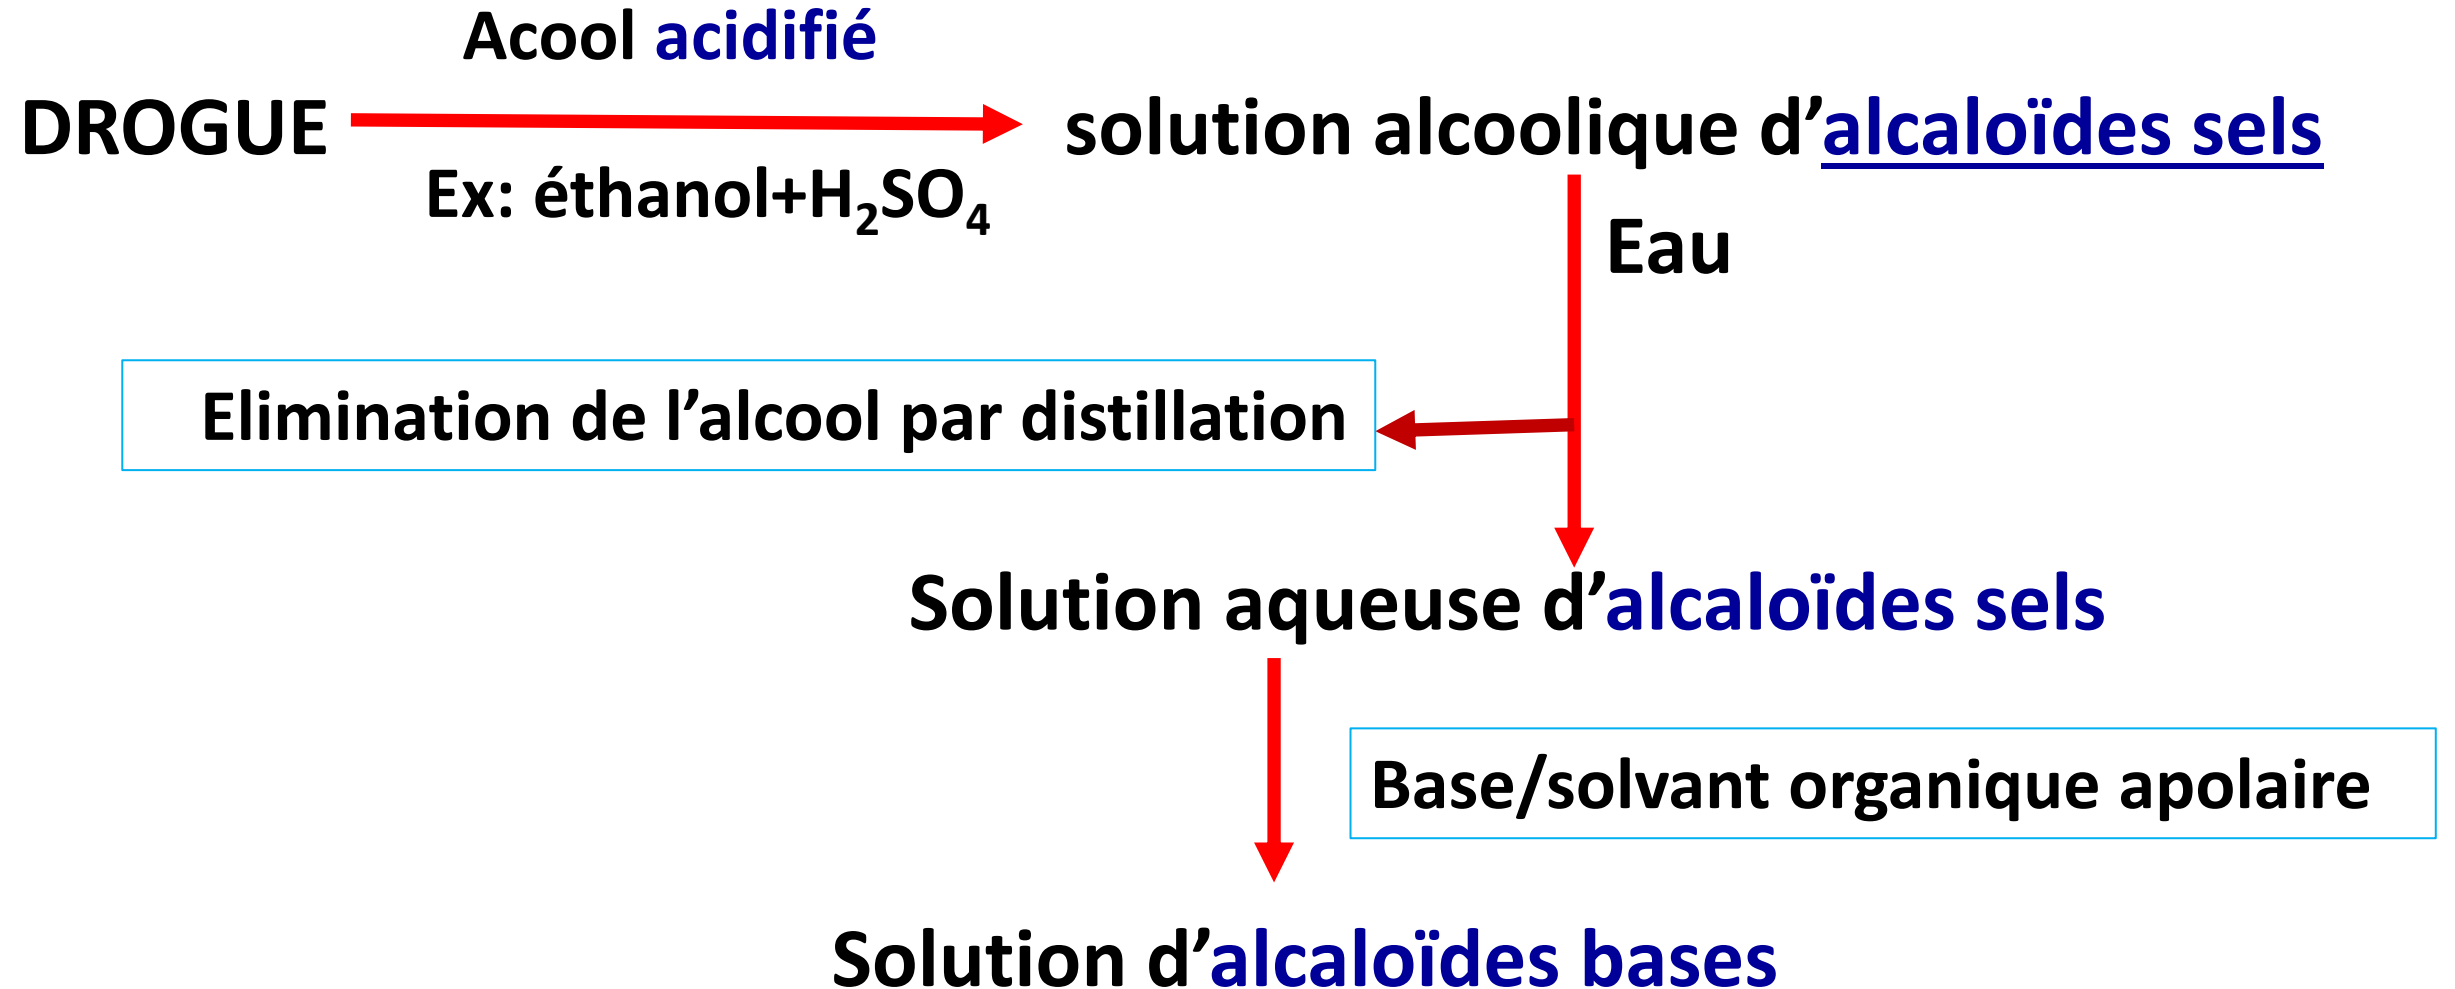 Acool acidifié
DROGUE
solution alcoolique d’alcaloïdes sels
Ex: éthanol+H₂SO₄
Eau
Elimination de l’alcool par distillation
Solution aqueuse d’alcaloïdes sels
Base/solvant organique apolaire
Solution d’alcaloïdes bases